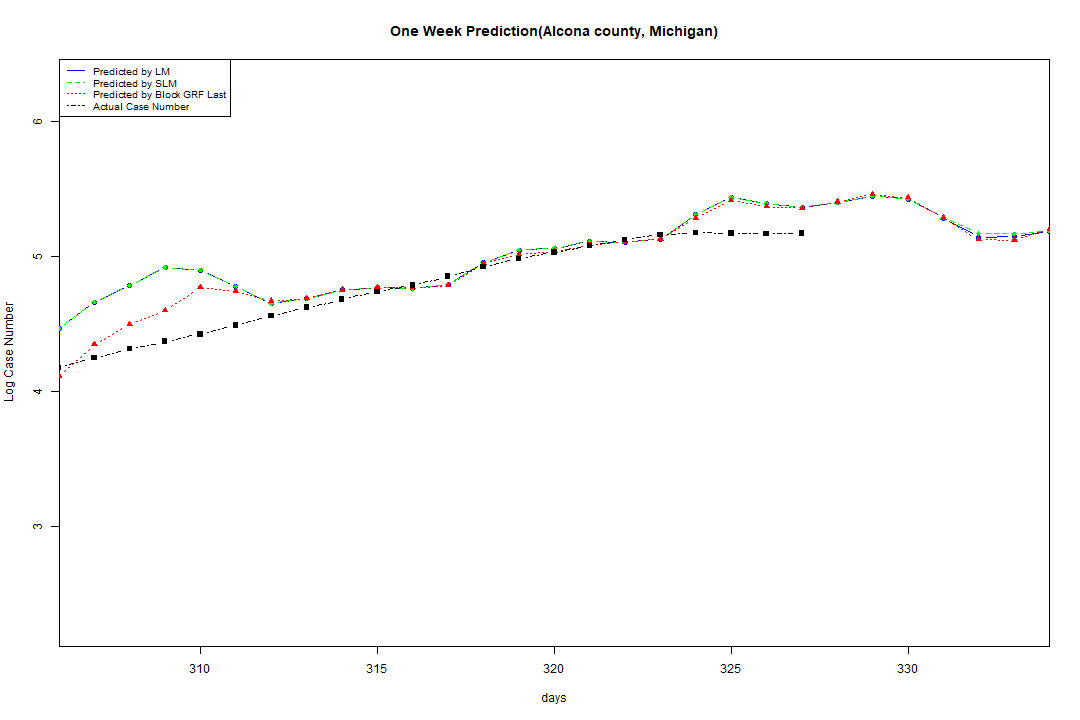 One Week Prediction(Alcona county, Michigan)
Predicted by LM
Predicted by SLM
Predicted by Block GRF Last
Actual Case Number
6
5
4
3
Log Case Number
310 315 320 325 330
days